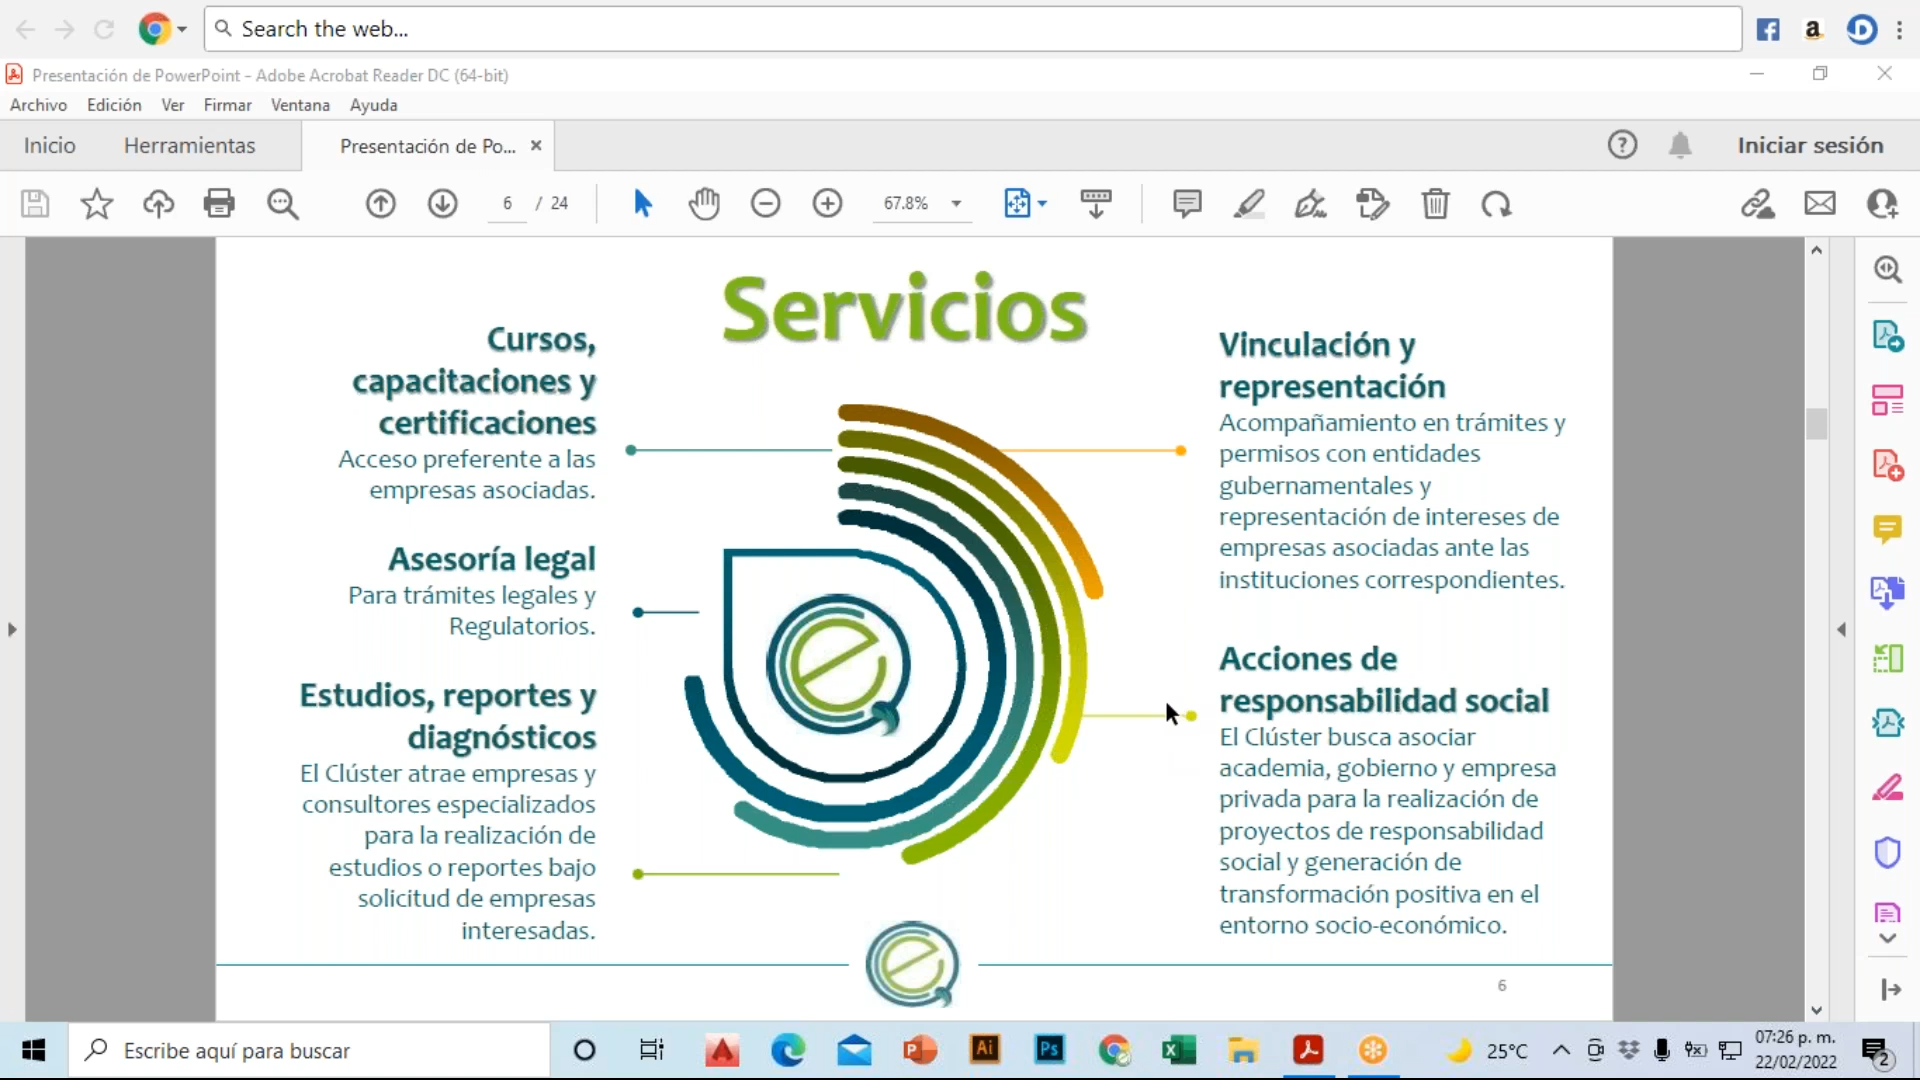 Search the web...
Presentación de PowerPoint - Adobe Acrobat Reader DC (64-bit)
Archivo Edición Ver Firmar Ventana Ayuda
Inicio Herramientas Presentación de Po... Iniciar sesión
6 / 24 67.8%
Servicios
Cursos,
capacitaciones y
certificaciones
Acceso preferente a las
empresas asociadas.
Asesoría legal
Para trámites legales y
Regulatorios.
Estudios, reportes y
diagnósticos
El Clúster atrae empresas y
consultores especializados
para la realización de
estudios o reportes bajo
solicitud de empresas
interesadas.
Vinculación y
representación
Acompañamiento en trámites y
permisos con entidades
gubernamentales y
representación de intereses de
empresas asociadas ante las
instituciones correspondientes.
Acciones de
responsabilidad social
El Clúster busca asociar
academia, gobierno y empresa
privada para la realización de
proyectos de responsabilidad
social y generación de
transformación positiva en el
entorno socio-económico.
6
Escribe aquí para buscar
Ai Ps
25°C
07:26 p. m.
22/02/2022
2